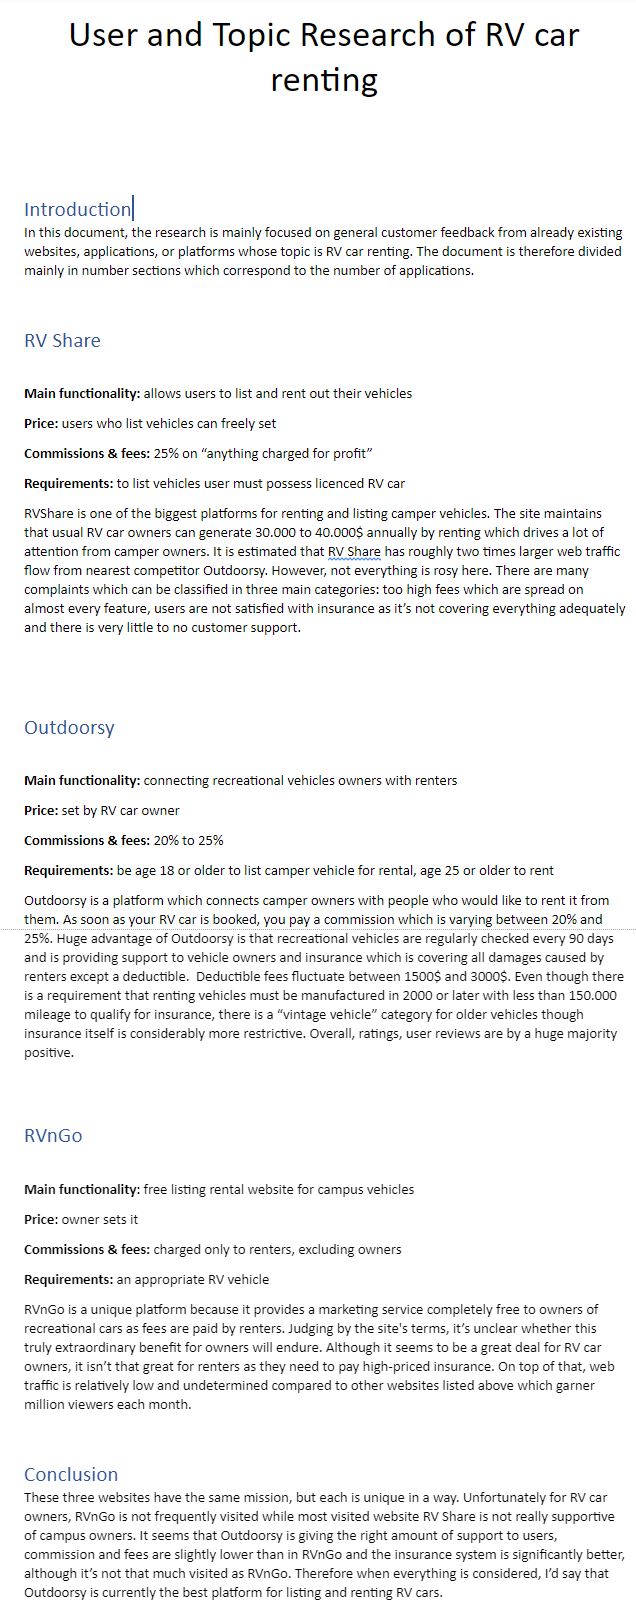 User and Topic Research of RV car
renting
Introduction
In this document, the research is mainly focused on general customer feedback from already existing
websites, applications, or platforms whose topic is RV car renting. The document is therefore divided
mainly in number sections which correspond to the number of applications.
RV Share
Main functionality: allows users to list and rent out their vehicles
Price: users who list vehicles can freely set
Commissions & fees: 25% on “anything charged for profit”
Requirements: to list vehicles user must possess licenced RV car
RVShare is one of the biggest platforms for renting and listing camper vehicles. The site maintains
that usual RV car owners can generate 30.000 to 40.000$ annually by renting which drives a lot of
attention from camper owners. It is estimated that RV Share has roughly two times larger web traffic
flow from nearest competitor Outdoorsy. However, not everything is rosy here. There are many
complaints which can be classified in three main categories: too high fees which are spread on
almost every feature, users are not satisfied with insurance as it’s not covering everything adequately
and there is very little to no customer support.
Outdoorsy
Main functionality: connecting recreational vehicles owners with renters
Price: set by RV car owner
Commissions & fees: 20% to 25%
Requirements: be age 18 or older to list camper vehicle for rental, age 25 or older to rent
Outdoorsy is a platform which connects camper owners with people who would like to rent it from
them. As soon as your RV car is booked, you pay a commission which is varying between 20% and
25%. Huge advantage of Outdoorsy is that recreational vehicles are regularly checked every 90 days
and is providing support to vehicle owners and insurance which is covering all damages caused by
renters except a deductible. Deductible fees fluctuate between 1500$ and 3000$. Even though there
is a requirement that renting vehicles must be manufactured in 2000 or later with less than 150.000
mileage to qualify for insurance, there is a “vintage vehicle” category for older vehicles though
insurance itself is considerably more restrictive. Overall, ratings, user reviews are by a huge majority
positive.
RVnGo
Main functionality: free listing rental website for campus vehicles
Price: owner sets it
Commissions & fees: charged only to renters, excluding owners
Requirements: an appropriate RV vehicle
RVnGo is a unique platform because it provides a marketing service completely free to owners of
recreational cars as fees are paid by renters. Judging by the site's terms, it’s unclear whether this
truly extraordinary benefit for owners will endure. Although it seems to be a great deal for RV car
owners, it isn’t that great for renters as they need to pay high-priced insurance. On top of that, web
traffic is relatively low and undetermined compared to other websites listed above which garner
million viewers each month.
Conclusion
These three websites have the same mission, but each is unique in a way. Unfortunately for RV car
owners, RVnGo is not frequently visited while most visited website RV Share is not really supportive
of campus owners. It seems that Outdoorsy is giving the right amount of support to users,
commission and fees are slightly lower than in RVnGo and the insurance system is significantly better,
although it’s not that much visited as RVnGo. Therefore when everything is considered, I’d say that
Outdoorsy is currently the best platform for listing and renting RV cars.